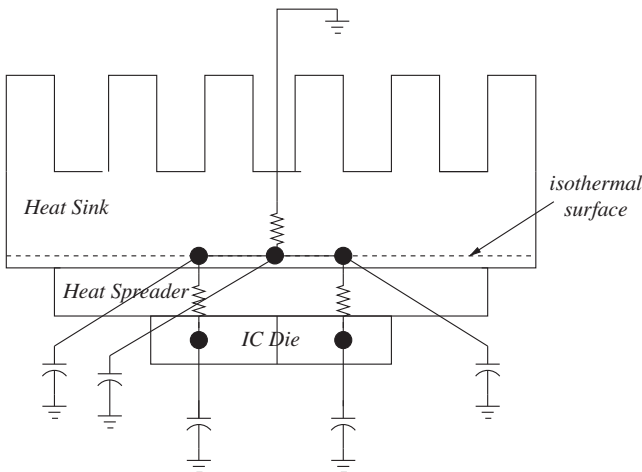 Heat Sink
isothermal
surface
Heat Spreader
IC Die